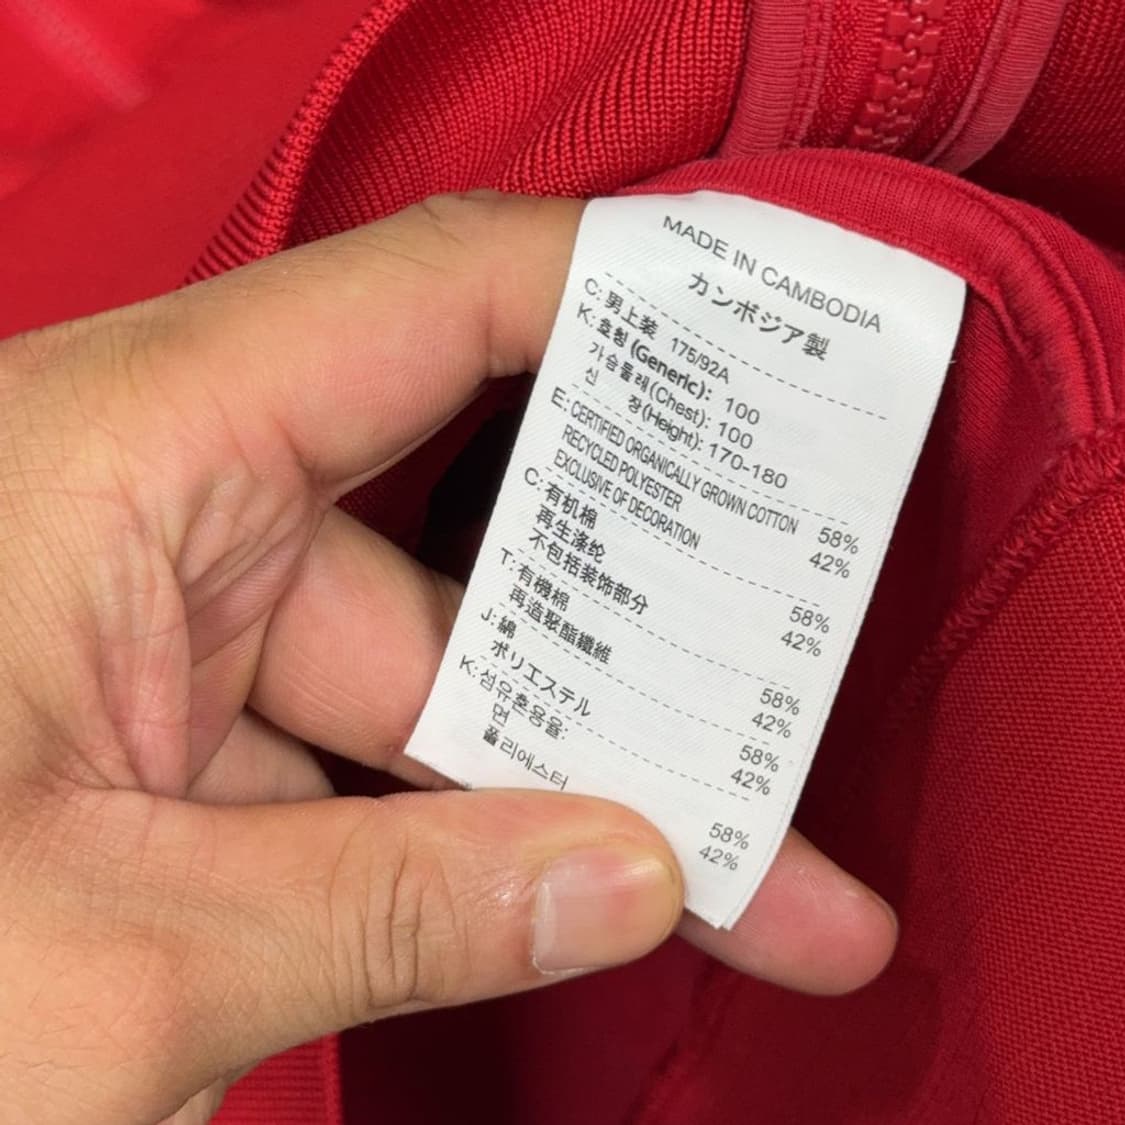 MADE IN CAMBODIA
カンボジア製
C: 男上装 175/92A
K: 호칭 (Generic): 100
가슴둘레(Chest): 100
신 장(Height): 170-180
E: CERTIFIED ORGANICALLY GROWN COTTON 58%
RECYCLED POLYESTER 42%
EXCLUSIVE OF DECORATION
C: 有机棉 58%
再生涤纶 42%
不包括装饰部分
T: 有機棉 58%
再造聚酯纖維 42%
J: 綿 58%
ポリエステル 42%
K: 섬유혼용율:
면 58%
폴리에스터 42%